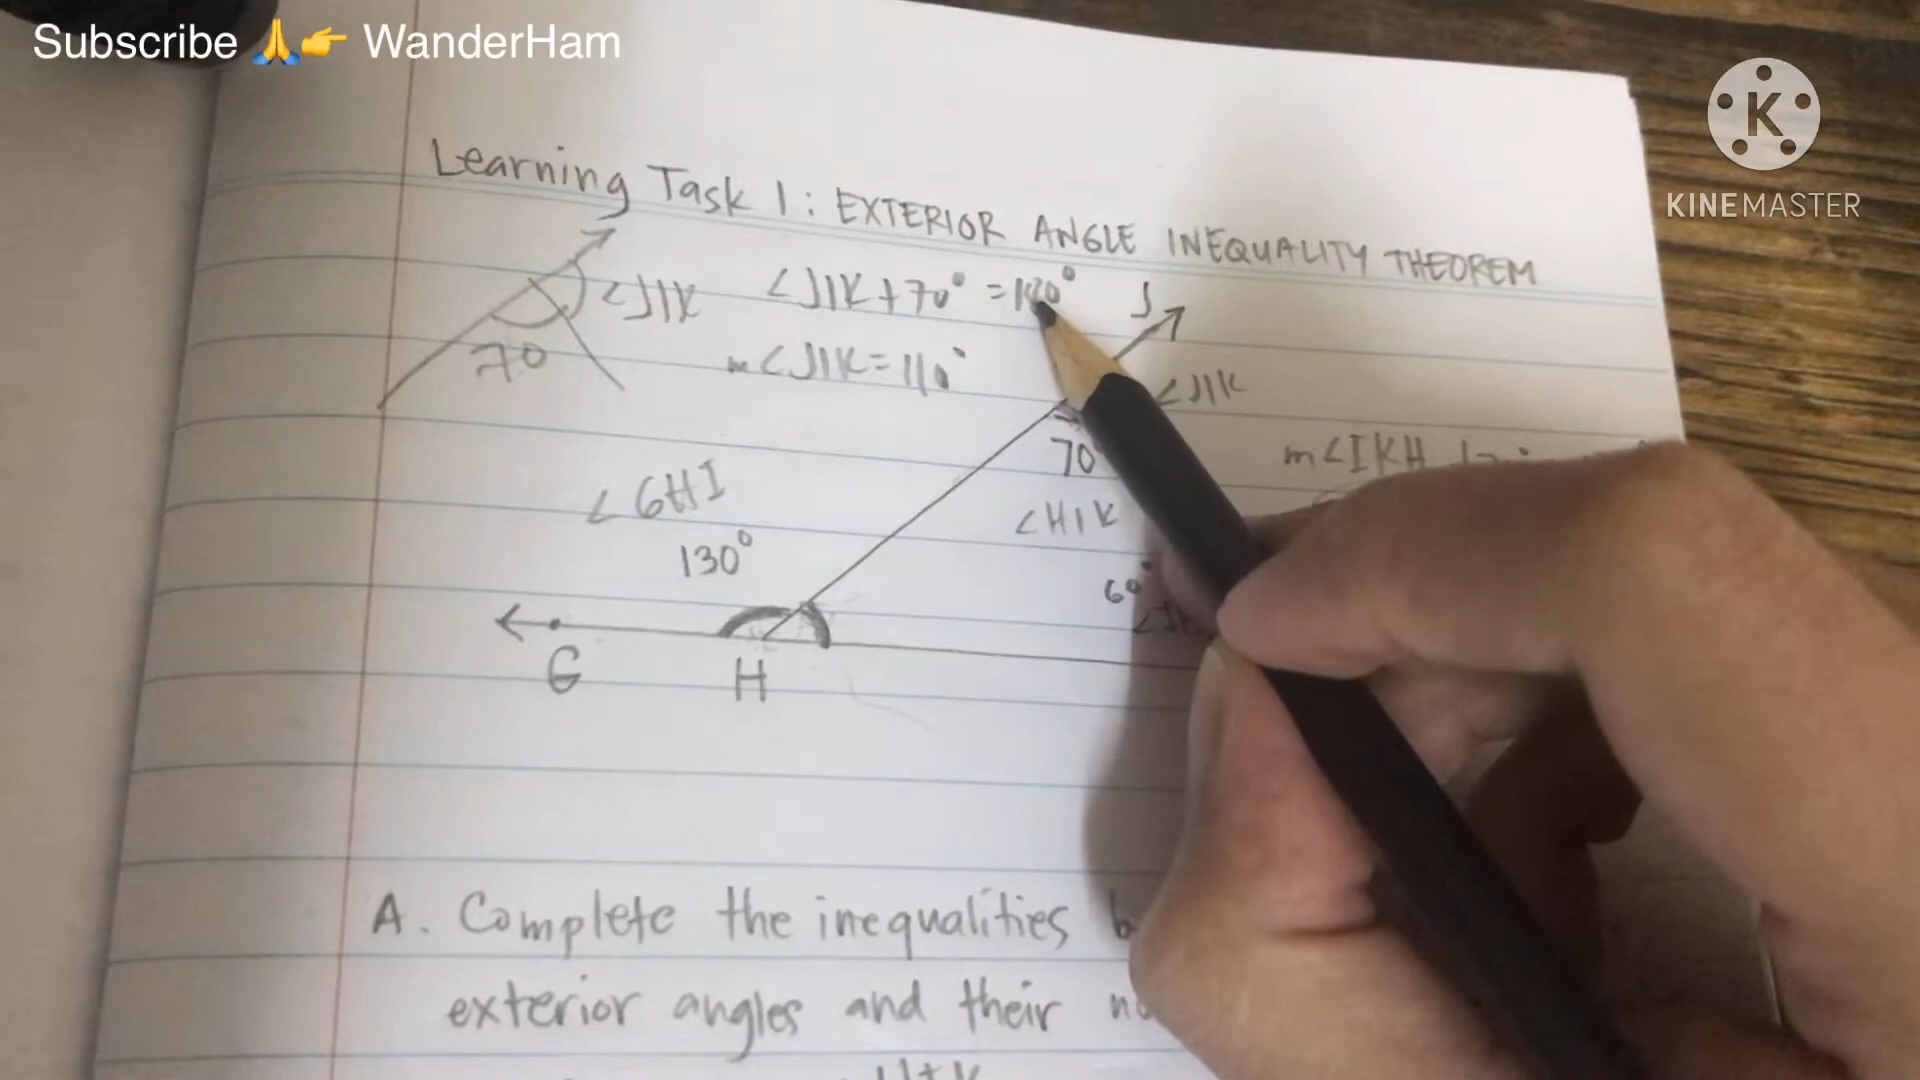 Subscribe 🙏👉 WanderHam
K
KINEMASTER
Learning Task 1: EXTERIOR ANGLE INEQUALITY THEOREM
∠JIK ∠JIK+70° =180° J
70 m∠JIK=110°
∠JIK
70
m∠IKH
∠GHI
∠HIK
130°
60°
G H
A. Complete the inequalities
exterior angles and their